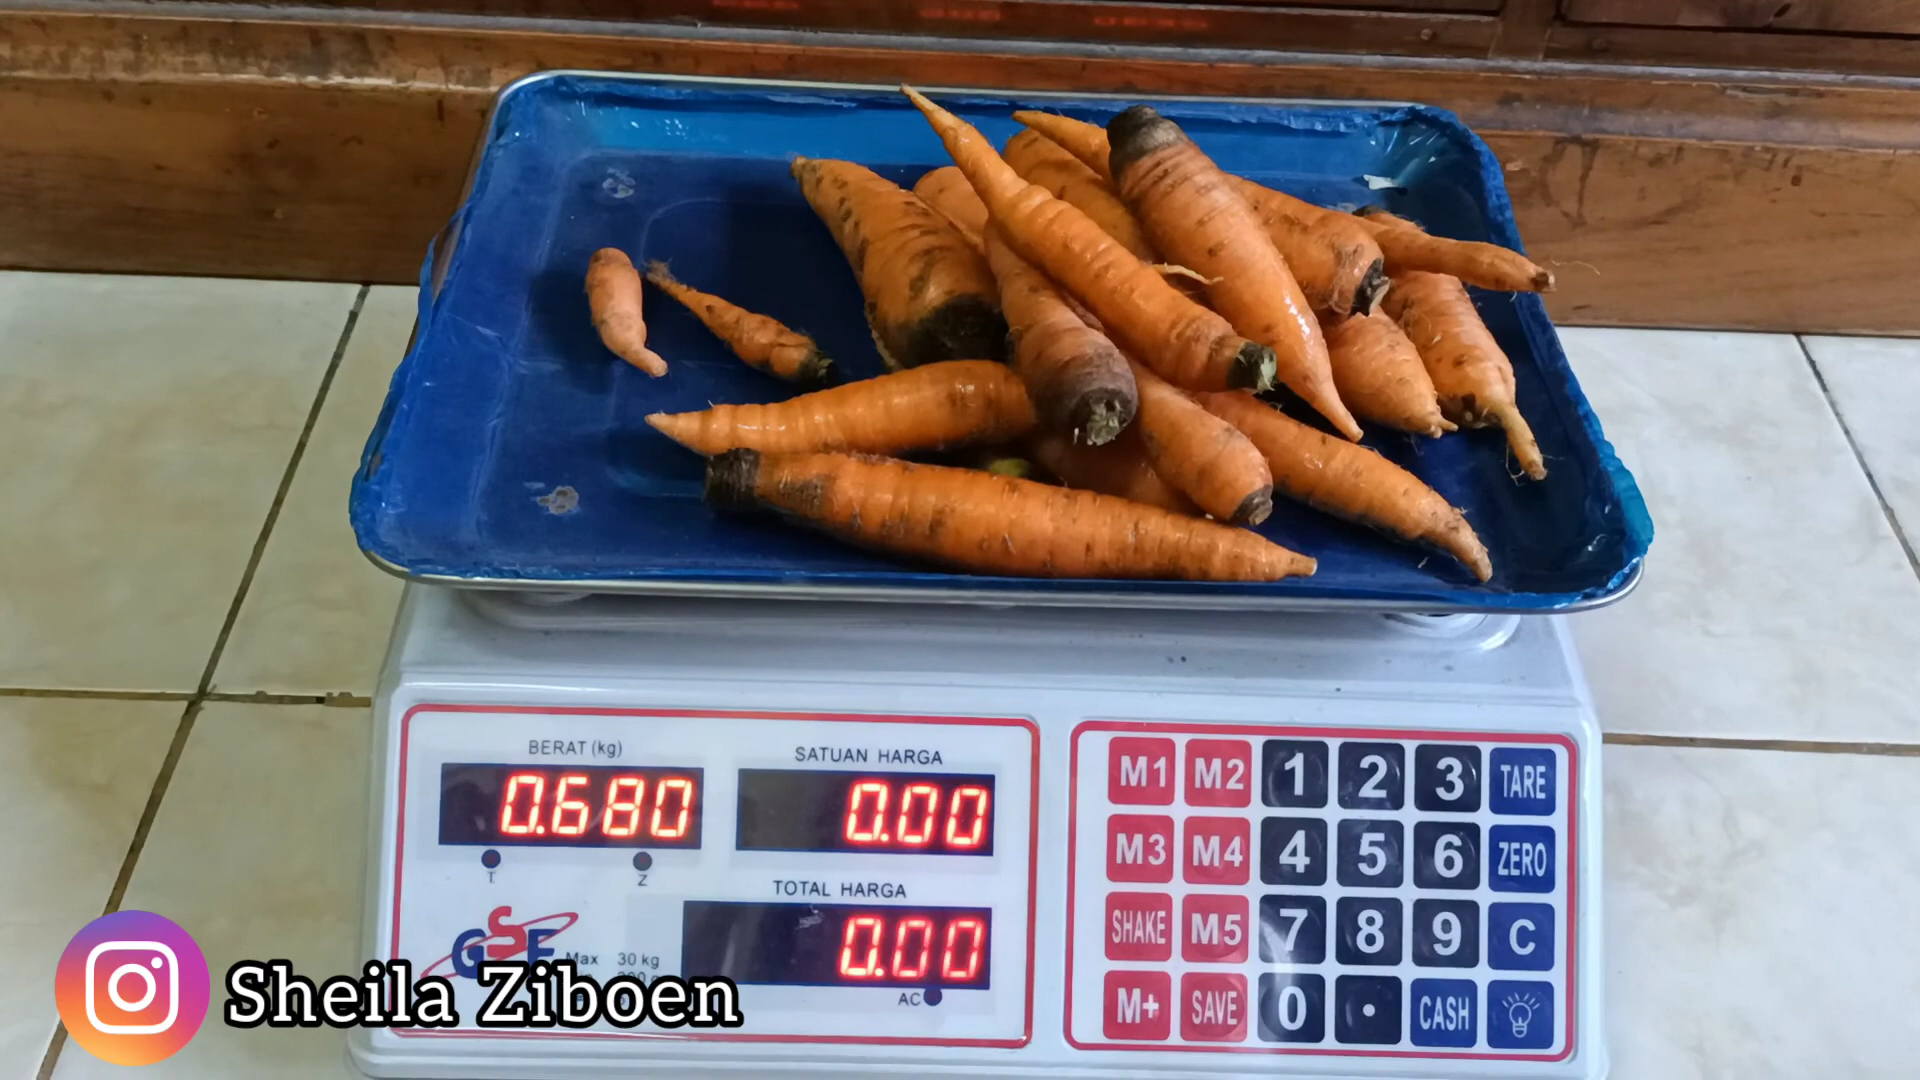 BERAT (kg)
0.680
T
Z
SATUAN HARGA
0.00
TOTAL HARGA
0.00
AC
GSF
Max 30 kg
M1 M2 1 2 3 TARE
M3 M4 4 5 6 ZERO
SHAKE M5 7 8 9 C
M+ SAVE 0 . CASH
Sheila Ziboen